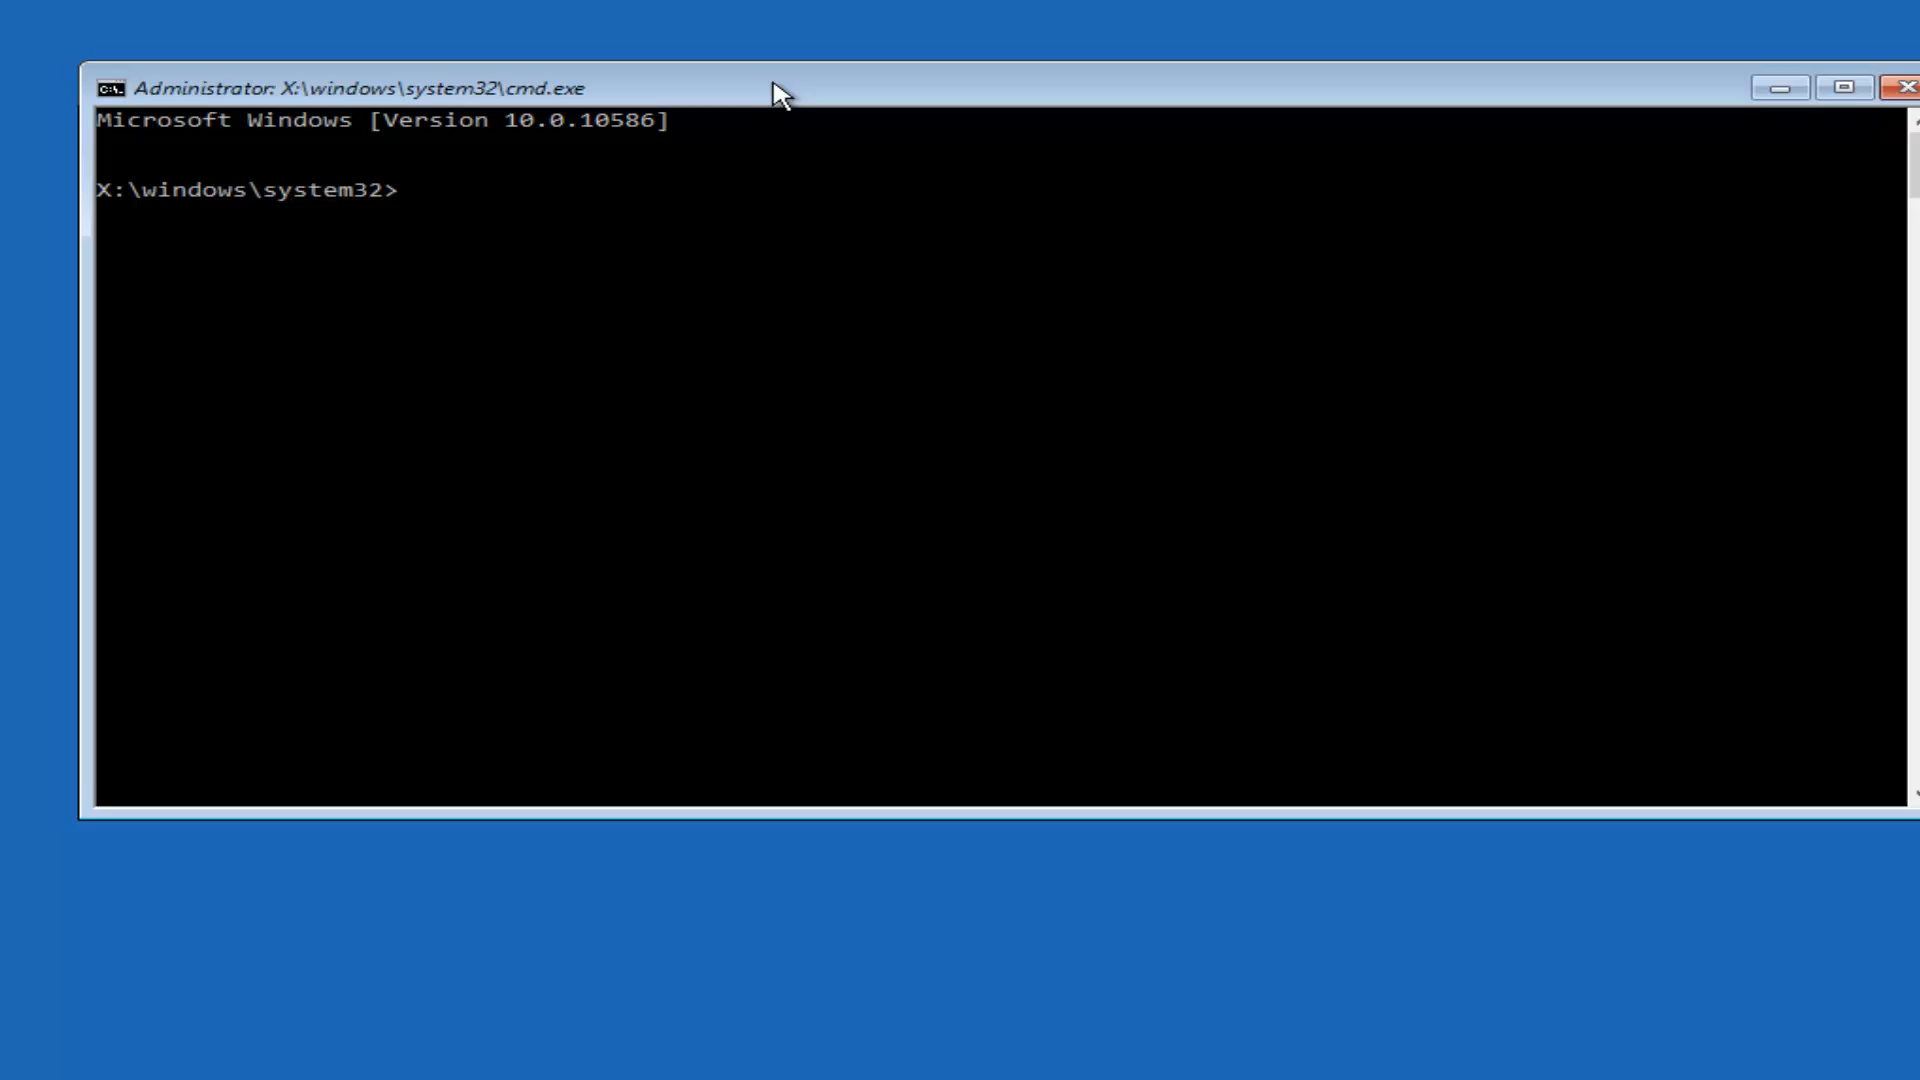 Administrator: X:\windows\system32\cmd.exe
Microsoft Windows [Version 10.0.10586]
X:\windows\system32>